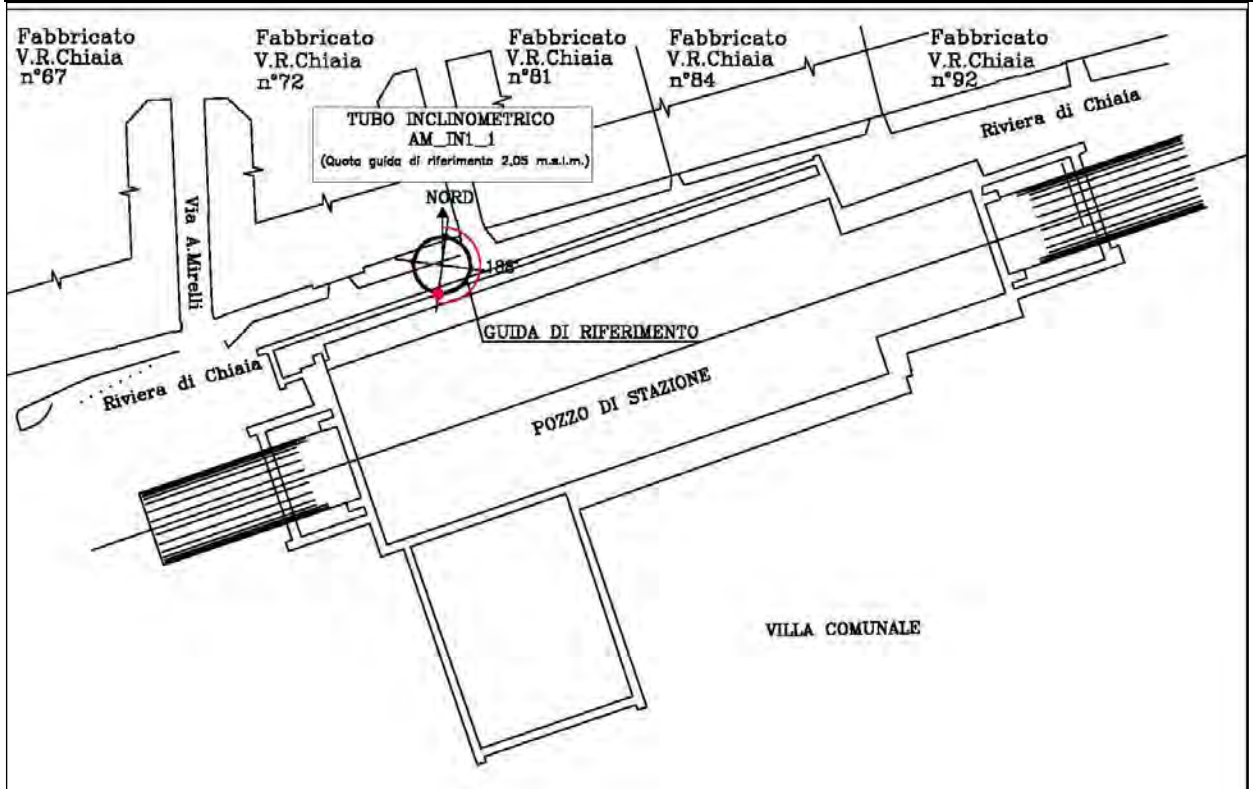 Fabbricato
V.R.Chiaia
n°67
Fabbricato
V.R.Chiaia
n°72
Fabbricato
V.R.Chiaia
n°81
Fabbricato
V.R.Chiaia
n°84
Fabbricato
V.R.Chiaia
n°92
TUBO INCLINOMETRICO
AM_IN1_1
(Quota guida di riferimento 2,05 m.s.l.m.)
Riviera di Chiaia
NORD
Via A.Mirelli
GUIDA DI RIFERIMENTO
Riviera di Chiaia
POZZO DI STAZIONE
VILLA COMUNALE